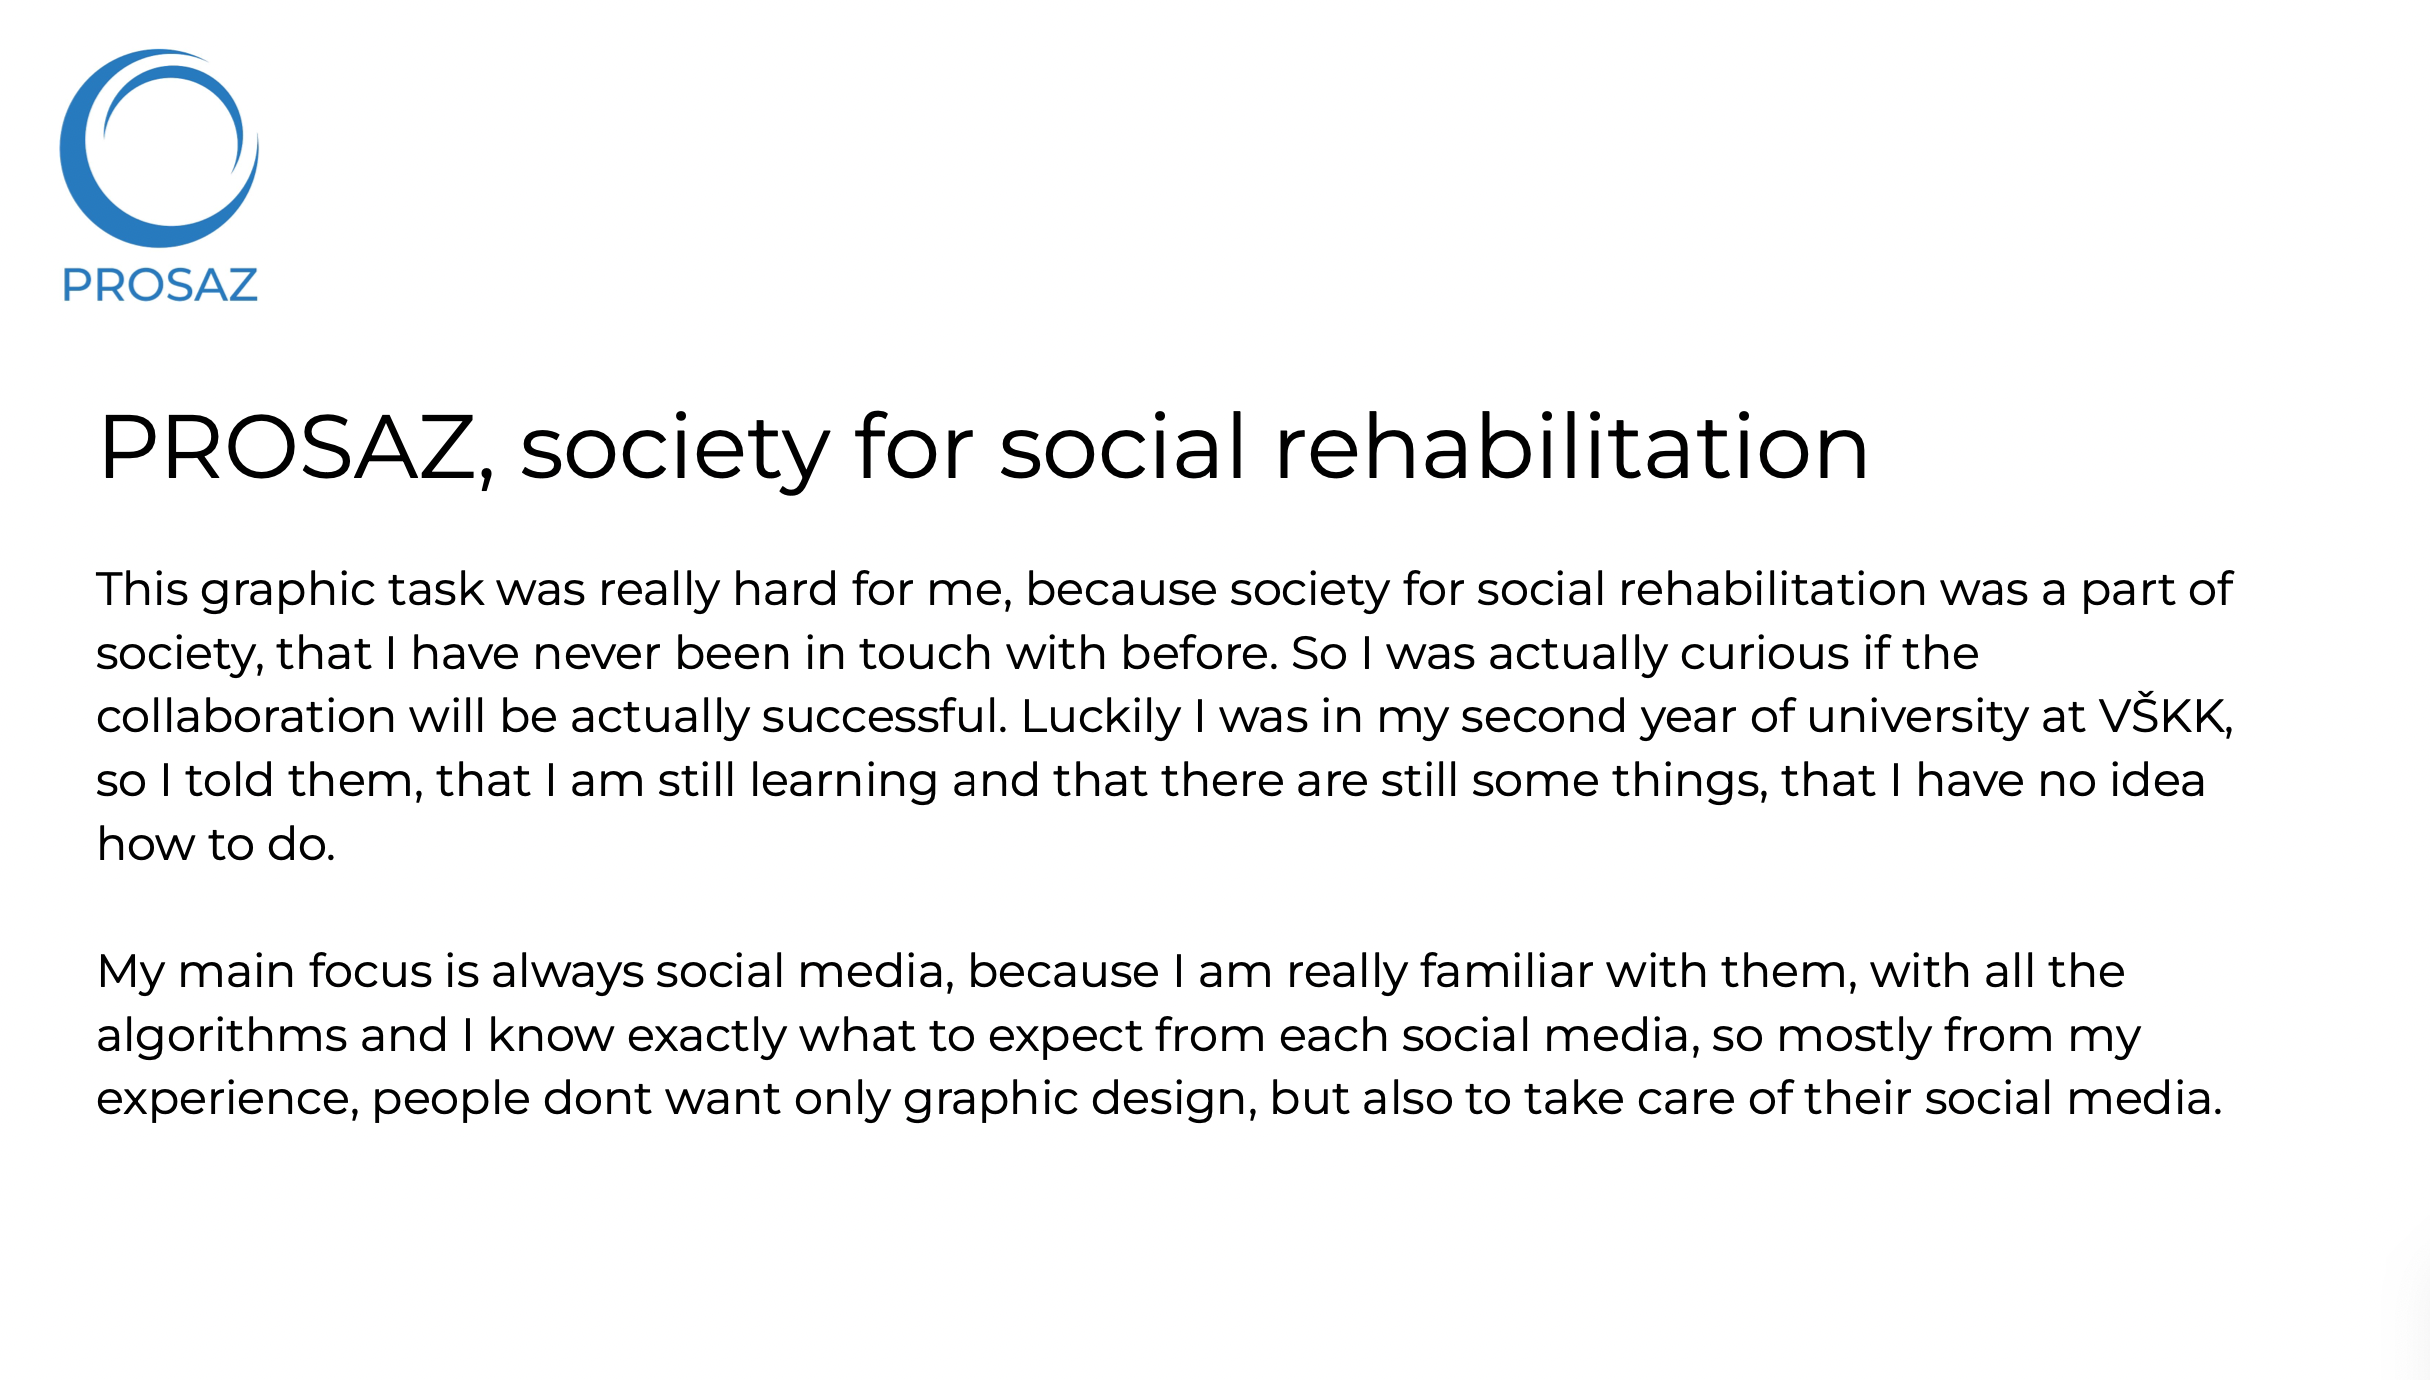 PROSAZ
PROSAZ, society for social rehabilitation
This graphic task was really hard for me, because society for social rehabilitation was a part of
society, that I have never been in touch with before. So I was actually curious if the
collaboration will be actually successful. Luckily I was in my second year of university at VŠKK,
so I told them, that I am still learning and that there are still some things, that I have no idea
how to do.
My main focus is always social media, because I am really familiar with them, with all the
algorithms and I know exactly what to expect from each social media, so mostly from my
experience, people dont want only graphic design, but also to take care of their social media.